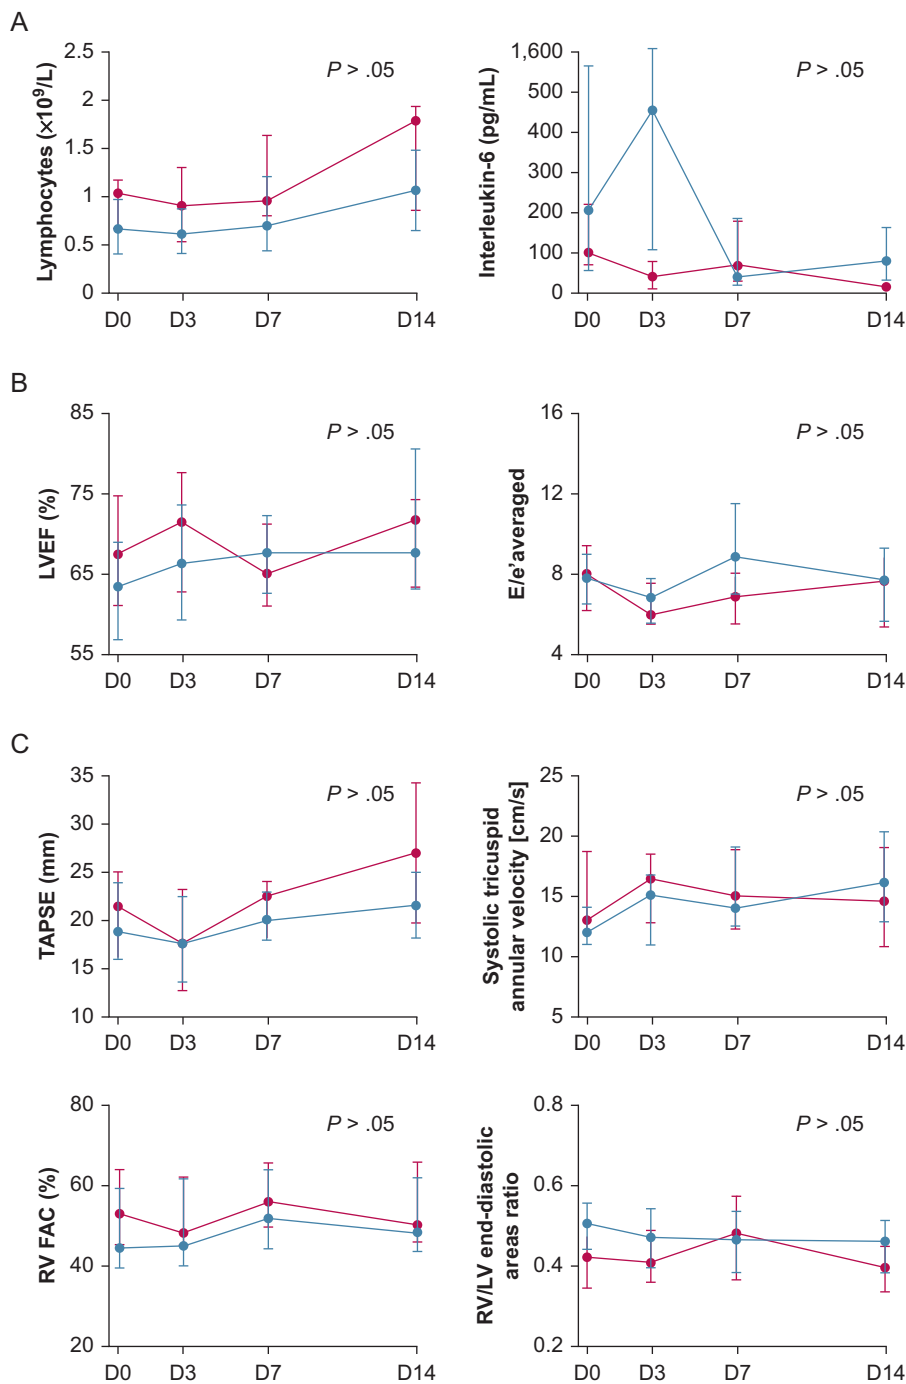 A
Lymphocytes (×10⁹/L)
2.5
2
1.5
1
0.5
0
P > .05
D0 D3 D7 D14
Interleukin-6 (pg/mL)
1,600
500
400
300
200
100
0
P > .05
D0 D3 D7 D14
B
LVEF (%)
85
75
65
55
P > .05
D0 D3 D7 D14
E/e'averaged
16
12
8
4
P > .05
D0 D3 D7 D14
C
TAPSE (mm)
35
30
25
20
15
10
P > .05
D0 D3 D7 D14
Systolic tricuspid
annular velocity [cm/s]
25
20
15
10
5
P > .05
D0 D3 D7 D14
RV FAC (%)
80
60
40
20
P > .05
D0 D3 D7 D14
RV/LV end-diastolic
areas ratio
0.8
0.6
0.4
0.2
P > .05
D0 D3 D7 D14